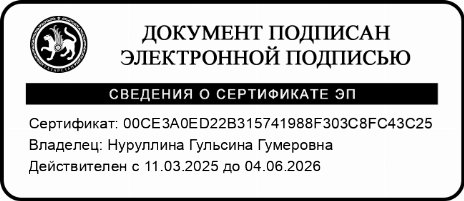 ДОКУМЕНТ ПОДПИСАН
ЭЛЕКТРОННОЙ ПОДПИСЬЮ
СВЕДЕНИЯ О СЕРТИФИКАТЕ ЭП
Сертификат: 00CE3A0ED22B315741988F303C8FC43C25
Владелец: Нуруллина Гульсина Гумеровна
Действителен с 11.03.2025 до 04.06.2026